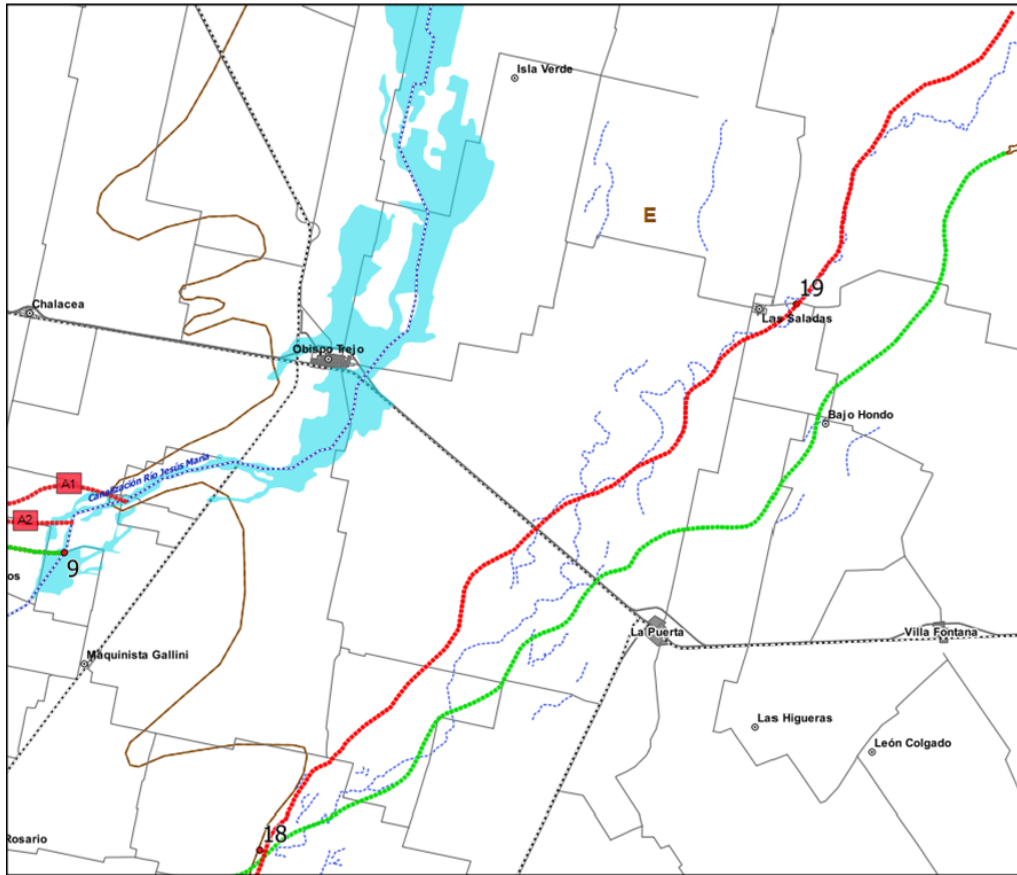 Isla Verde
E
Chalacea
19
Las Saladas
Obispo Trejo
Bajo Hondo
Canalización Río Jesús María
A1
A2
9
os
La Puerta
Villa Fontana
Maquinista Gallini
Las Higueras
León Colgado
18
Rosario